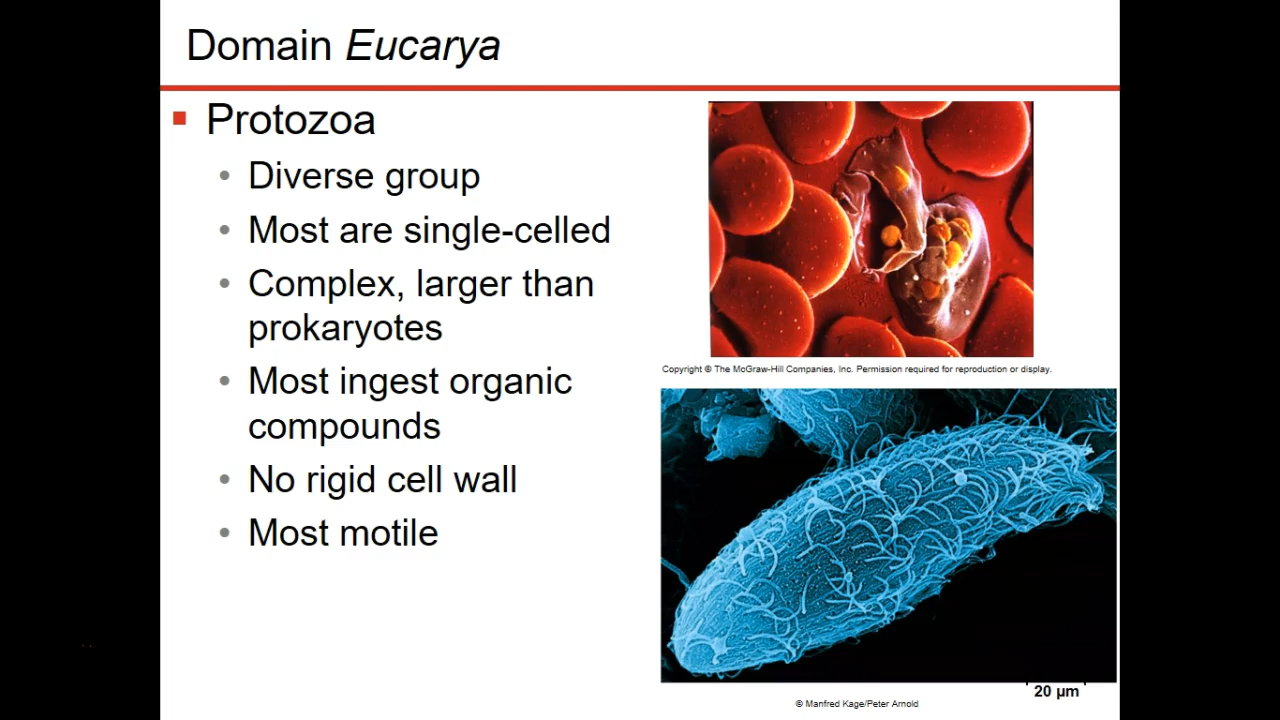 Domain Eucarya
Protozoa
Diverse group
Most are single-celled
Complex, larger than
prokaryotes
Most ingest organic
compounds
No rigid cell wall
Most motile
Copyright © The McGraw-Hill Companies, Inc. Permission required for reproduction or display.
20 µm
© Manfred Kage/Peter Arnold